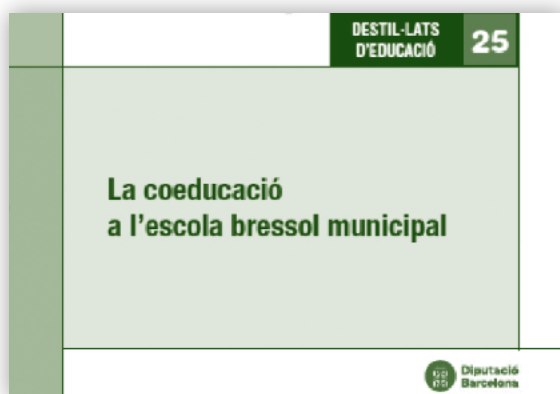 DESTIL·LATS
D'EDUCACIÓ
25
La coeducació
a l'escola bressol municipal
Diputació
Barcelona